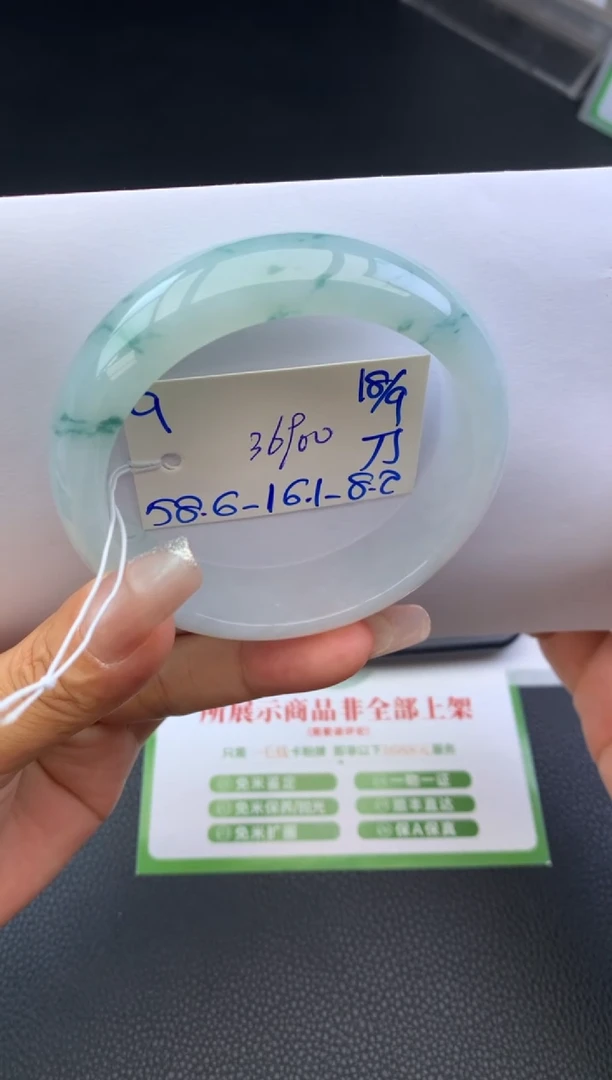 9
18/9
36900
刀
58.6-16.1-8.2
所展示商品非全部上架
免米鉴定
一物一证
免米保养/抛光
顺丰直达
免米扩圈
保A保真